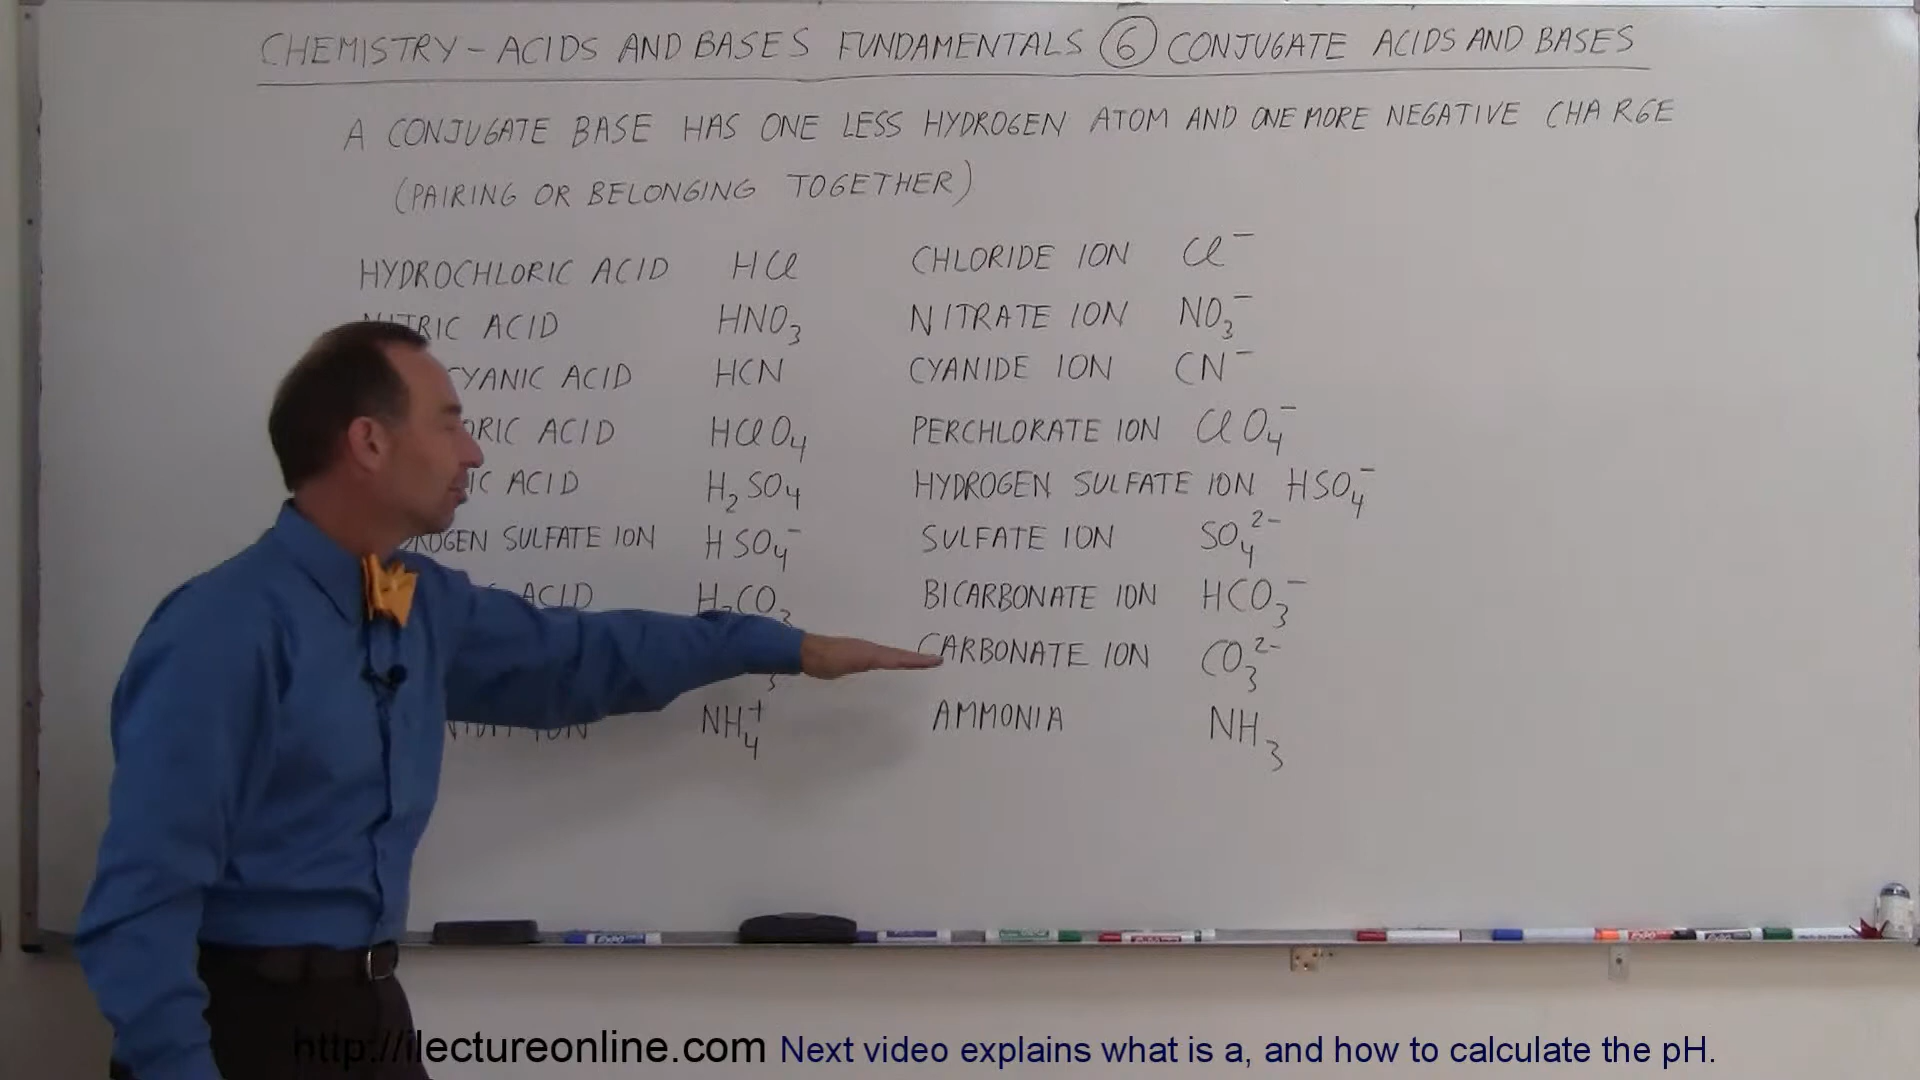 CHEMISTRY – ACIDS AND BASES FUNDAMENTALS ⑥ CONJUGATE ACIDS AND BASES
A CONJUGATE BASE HAS ONE LESS HYDROGEN ATOM AND ONE MORE NEGATIVE CHARGE
(PAIRING OR BELONGING TOGETHER)
HYDROCHLORIC ACID HCl CHLORIDE ION Cl⁻
NITRIC ACID HNO₃ NITRATE ION NO₃⁻
YANIC ACID HCN CYANIDE ION CN⁻
ORIC ACID HClO₄ PERCHLORATE ION ClO₄⁻
IC ACID H₂SO₄ HYDROGEN SULFATE ION HSO₄⁻
ROGEN SULFATE ION HSO₄⁻ SULFATE ION SO₄²⁻
ACID H₂CO₃ BICARBONATE ION HCO₃⁻
CARBONATE ION CO₃²⁻
ION NH₄⁺ AMMONIA NH₃
http://ilectureonline.com Next video explains what is a, and how to calculate the pH.